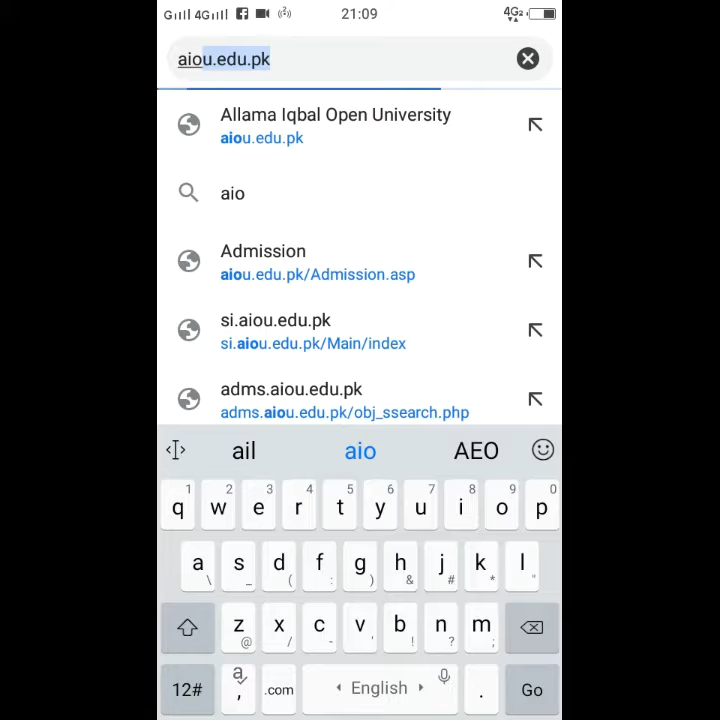 G 4G 21:09 4G2
aiou.edu.pk
Allama Iqbal Open University
aiou.edu.pk
aio
Admission
aiou.edu.pk/Admission.asp
si.aiou.edu.pk
si.aiou.edu.pk/Main/index
adms.aiou.edu.pk
adms.aiou.edu.pk/obj_ssearch.php
ail aio AEO
1 2 3 4 5 6 7 8 9 0
q w e r t y u i o p
a s d f g h j k l
\ _ ( : ) & # * "
z x c v b n m
@ / - ' ! ? ;
12# a , .com English . Go